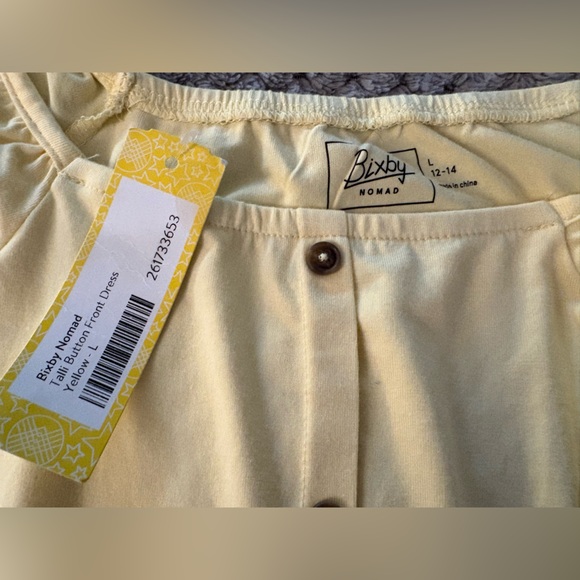 Bixby
NOMAD
L
12-14
in china
Bixby Nomad
Talli Button Front Dress
Yellow - L
261733653